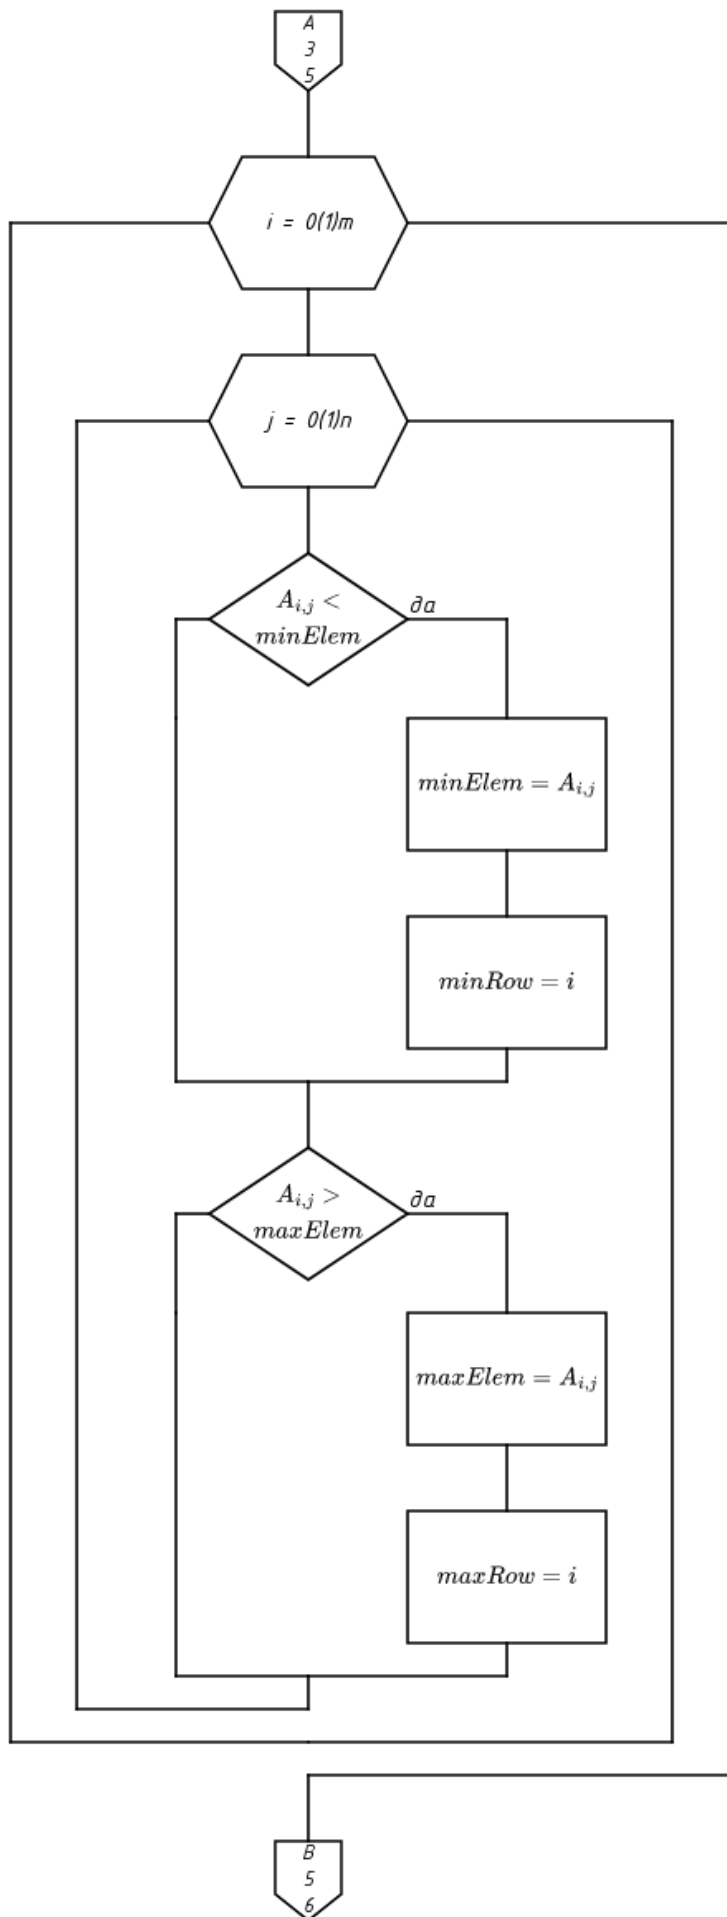 A
3
5
i = 0(1)m
j = 0(1)n
A_{i,j} <
minElem
да
minElem = A_{i,j}
minRow = i
A_{i,j} >
maxElem
да
maxElem = A_{i,j}
maxRow = i
B
5
6